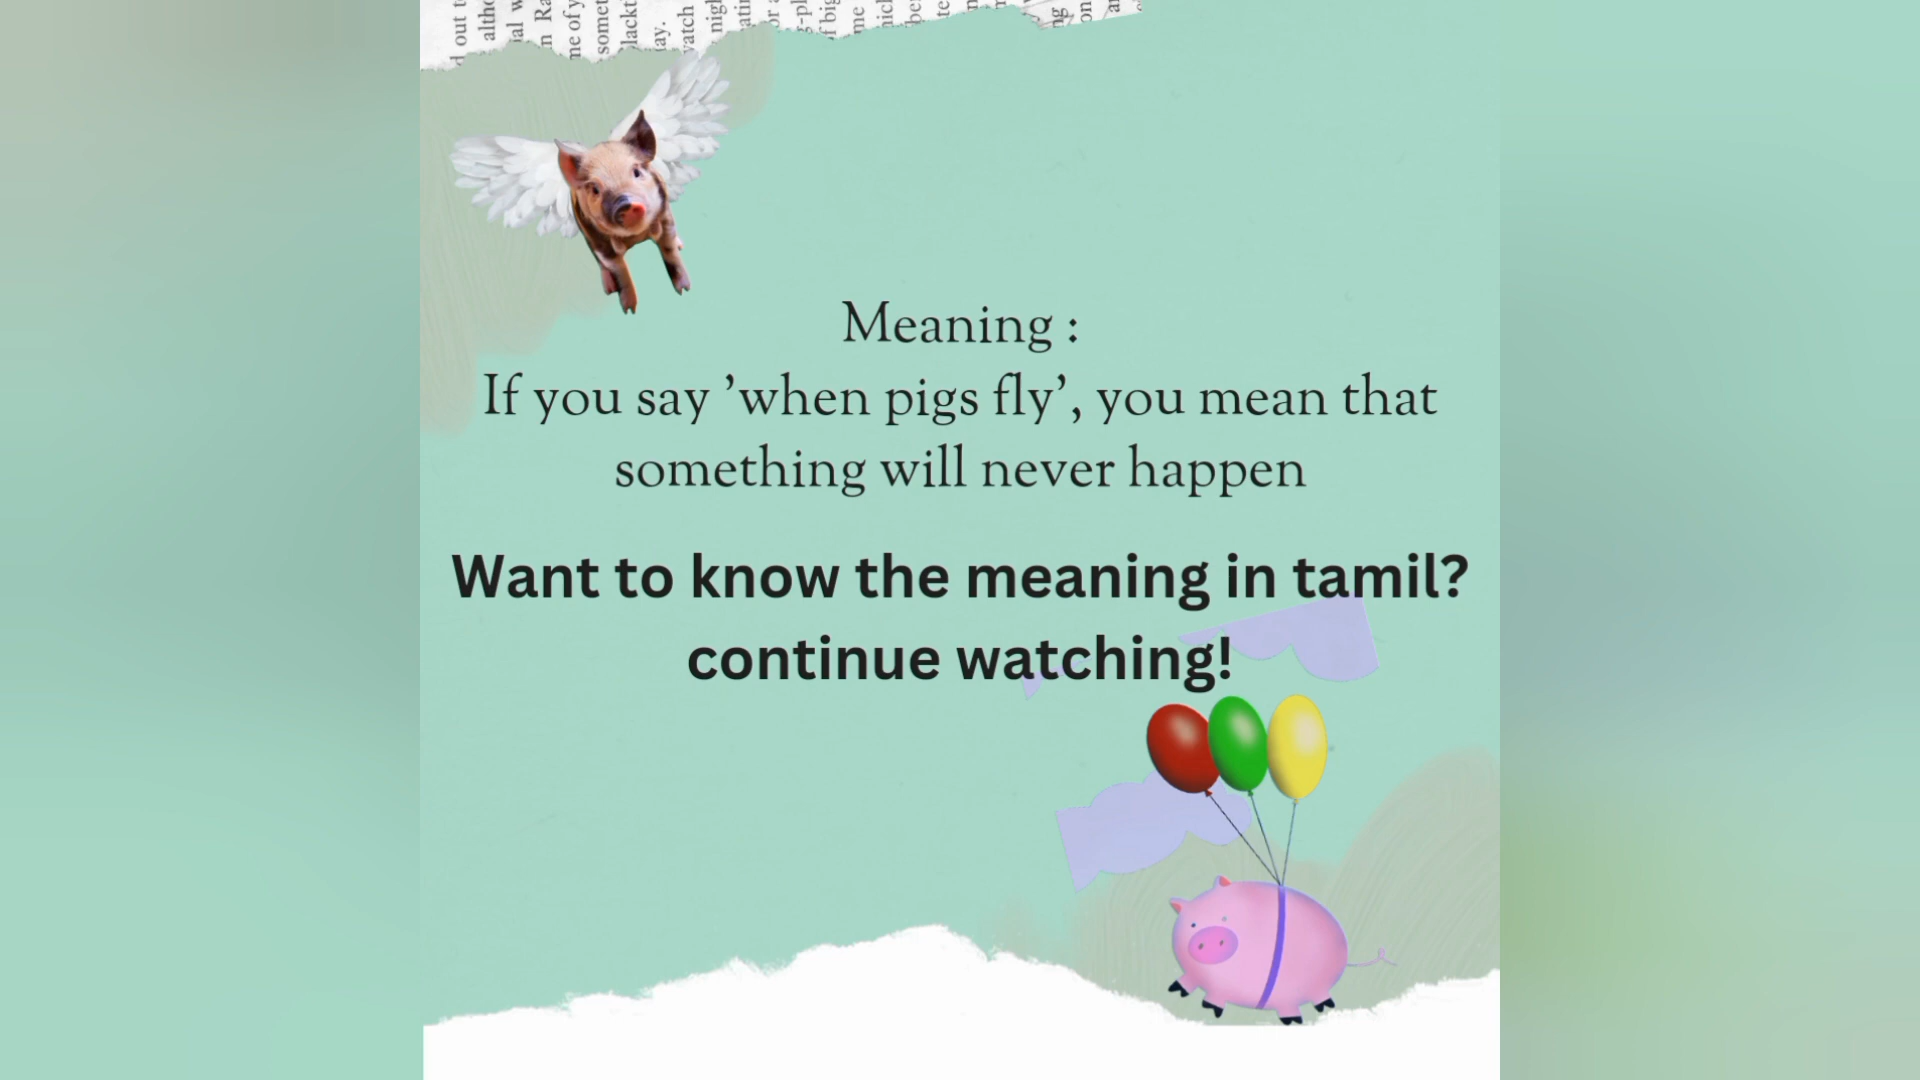 Meaning :
If you say ’when pigs fly’, you mean that
something will never happen
Want to know the meaning in tamil?
continue watching!